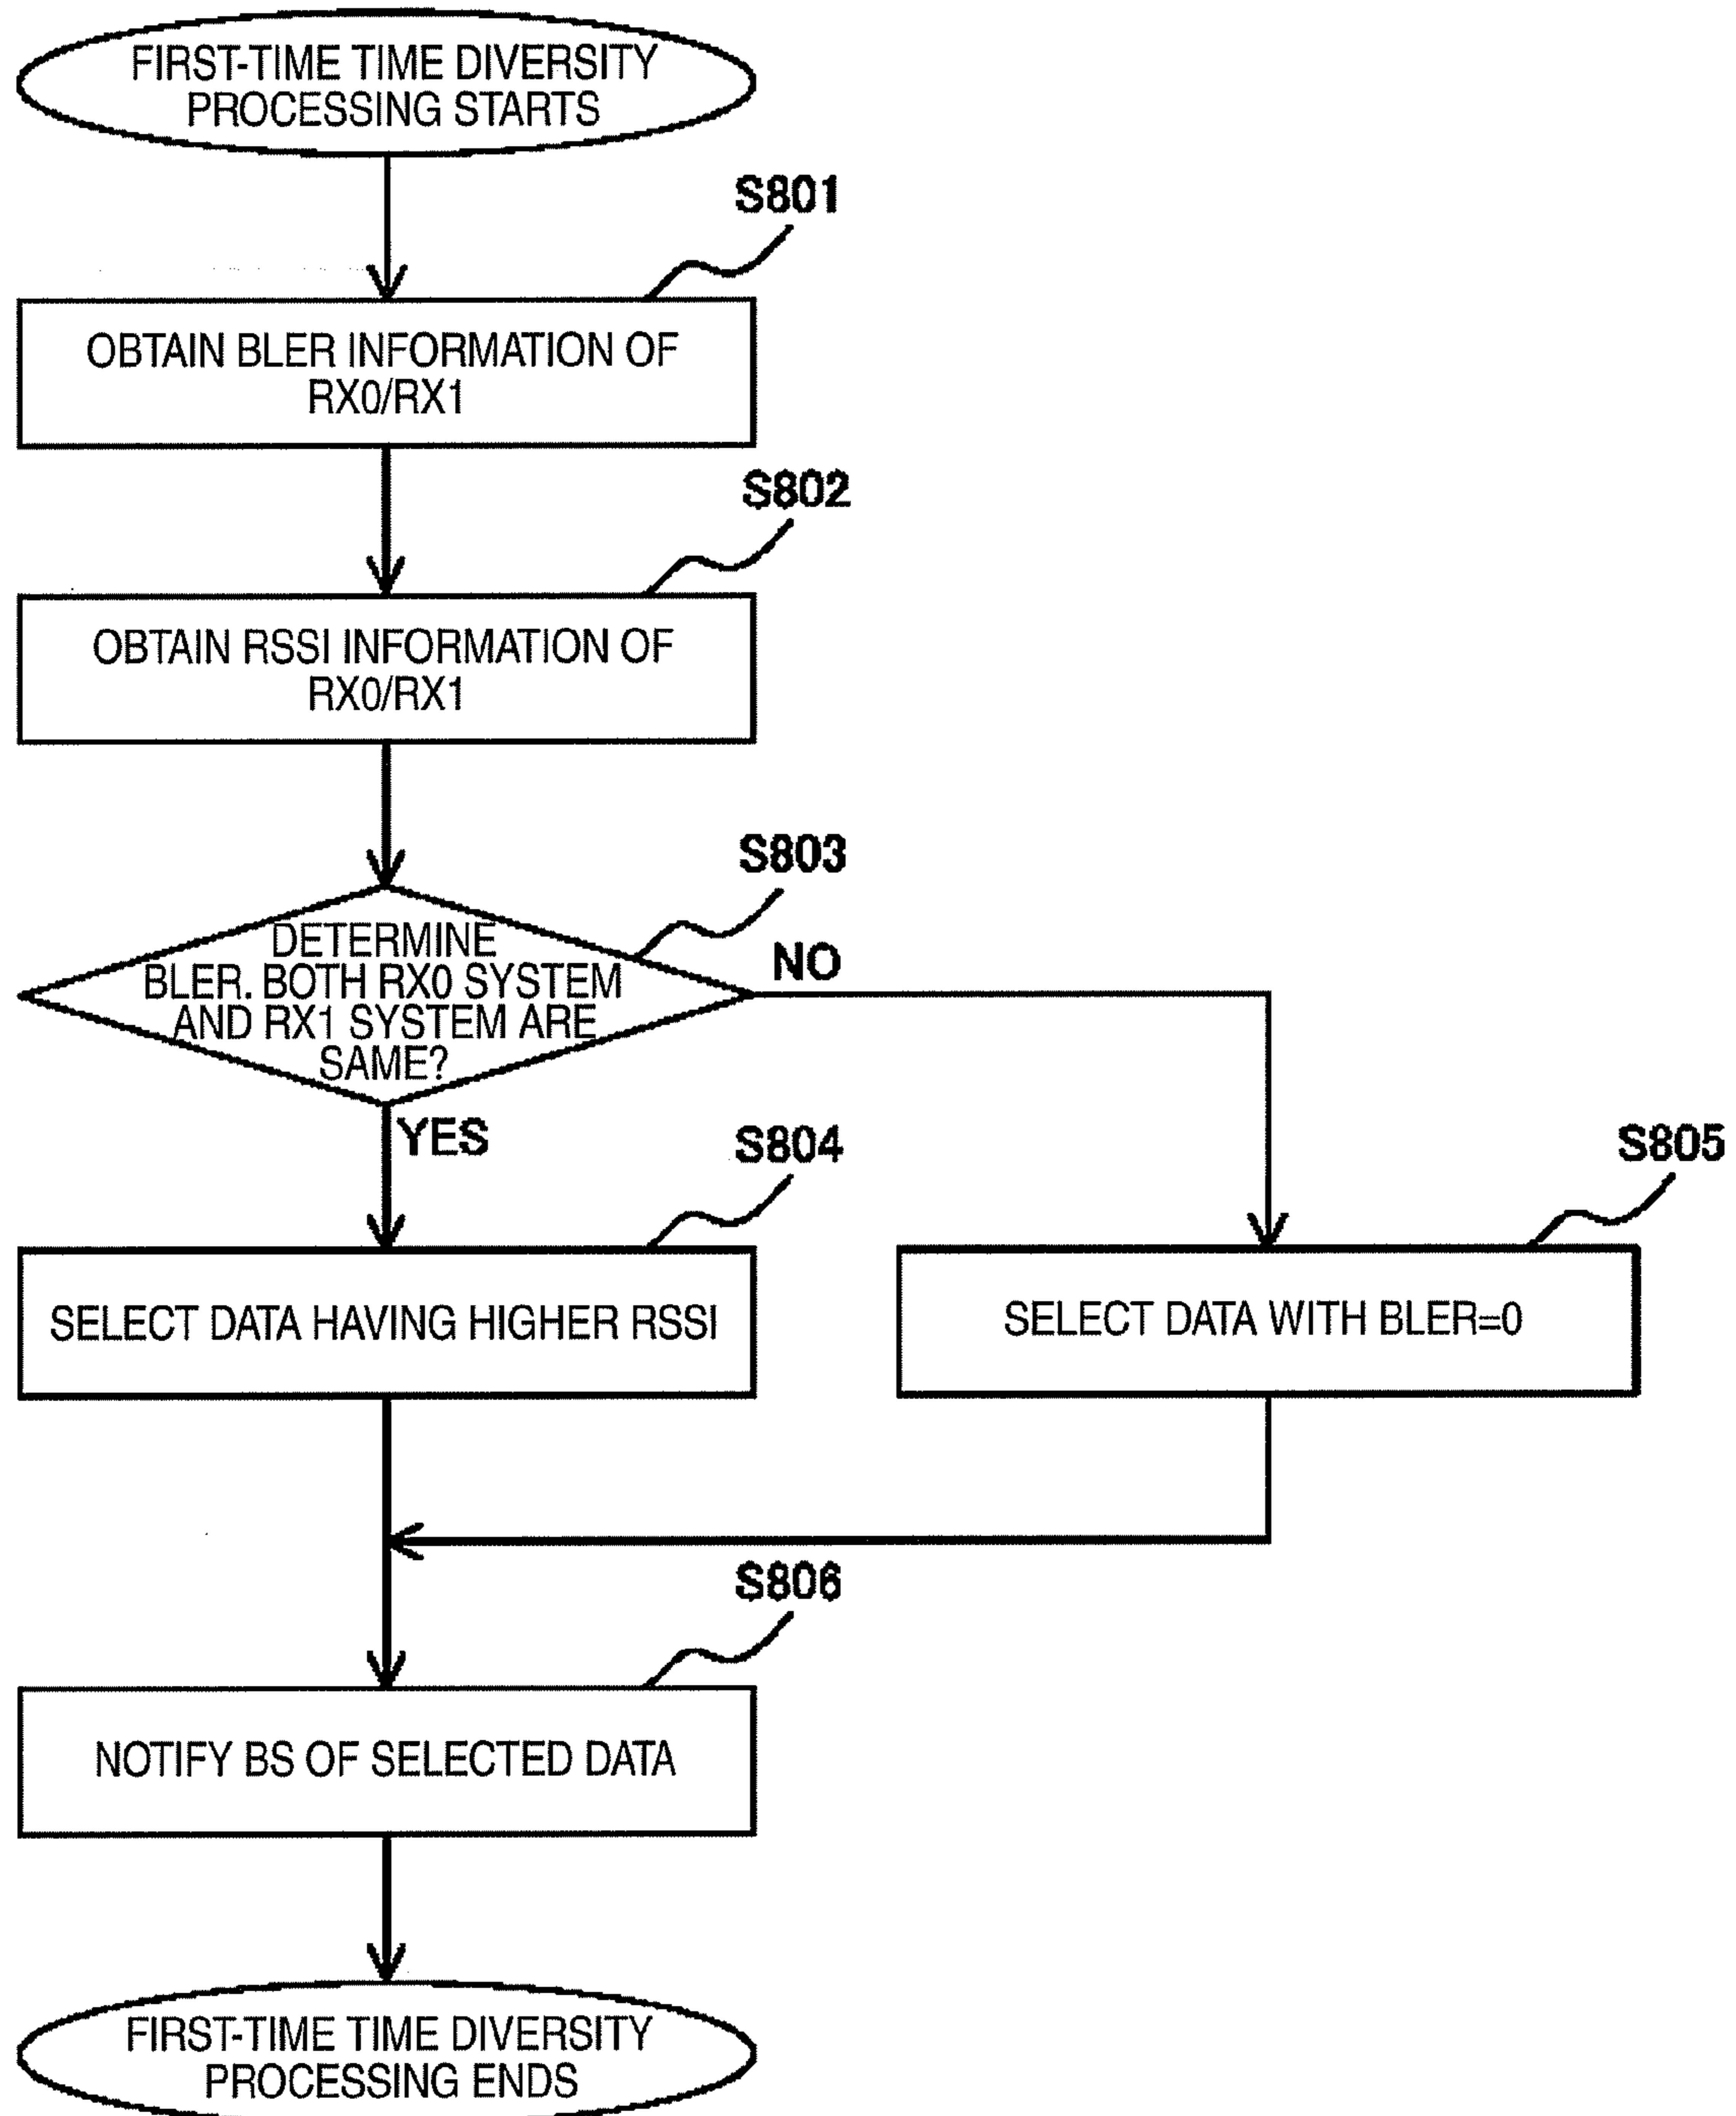 FIRST-TIME TIME DIVERSITY
PROCESSING STARTS
S801
OBTAIN BLER INFORMATION OF
RX0/RX1
S802
OBTAIN RSSI INFORMATION OF
RX0/RX1
S803
DETERMINE
BLER. BOTH RX0 SYSTEM
AND RX1 SYSTEM ARE
SAME?
NO
YES
S804
SELECT DATA HAVING HIGHER RSSI
S805
SELECT DATA WITH BLER=0
S806
NOTIFY BS OF SELECTED DATA
FIRST-TIME TIME DIVERSITY
PROCESSING ENDS